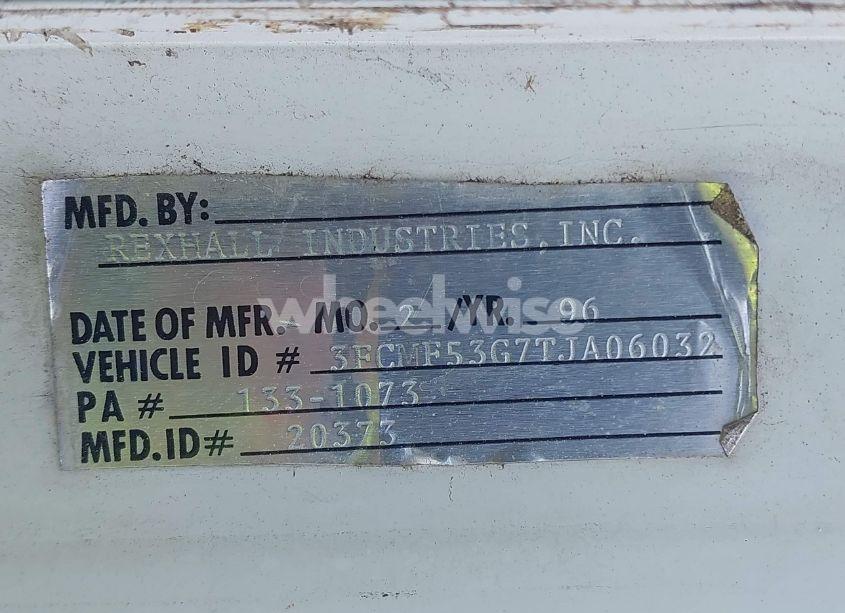 MFD. BY:
REXHALL INDUSTRIES, INC.
wheelwise
DATE OF MFR. MO. 2 /YR. 96
VEHICLE ID # 3FCMF53G7TJA06032
PA # 133-1073
MFD.ID# 20373